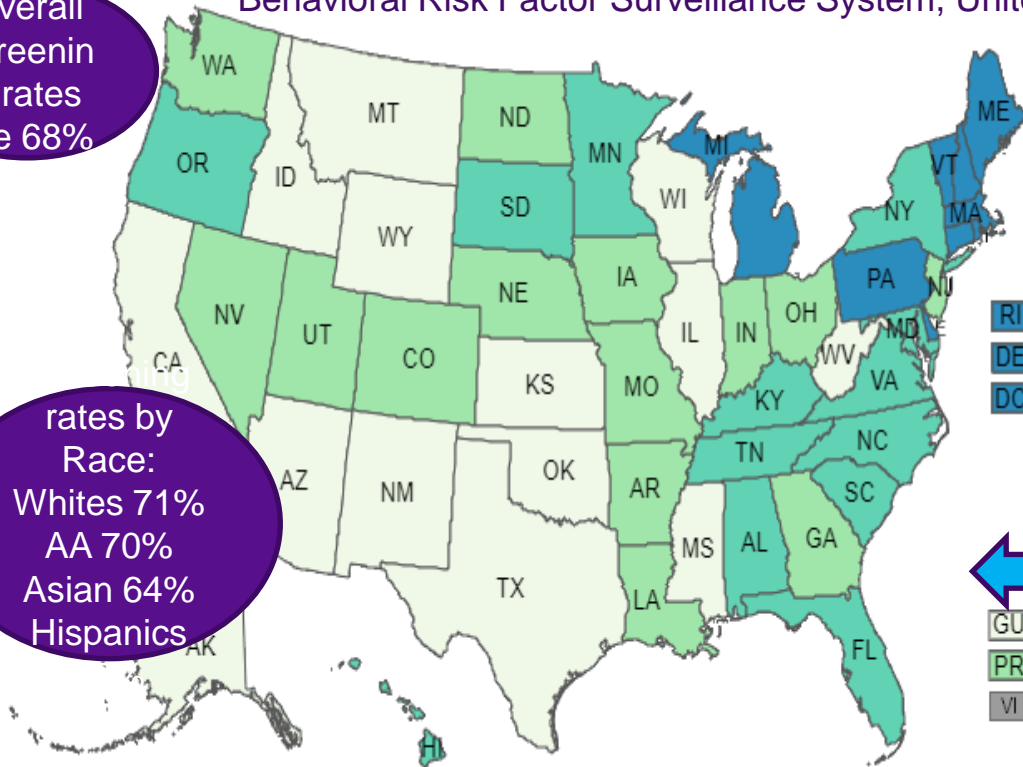 Behavioral Risk Factor Surveillance System, Unite
verall
reenin
rates
e 68%
WA
MT
ND
MN
MI
ME
VT
OR
ID
SD
WI
NY
MA
WY
IA
PA
NJ
NE
NV
UT
CO
IL
IN
OH
MD
E
RI
CA
KS
MO
WV
VA
DE
KY
DC
ning
rates by
Race:
Whites 71%
AA 70%
Asian 64%
Hispanics
AZ
NM
OK
AR
TN
NC
SC
MS
AL
GA
TX
LA
FL
GU
PR
VI
AK
HI